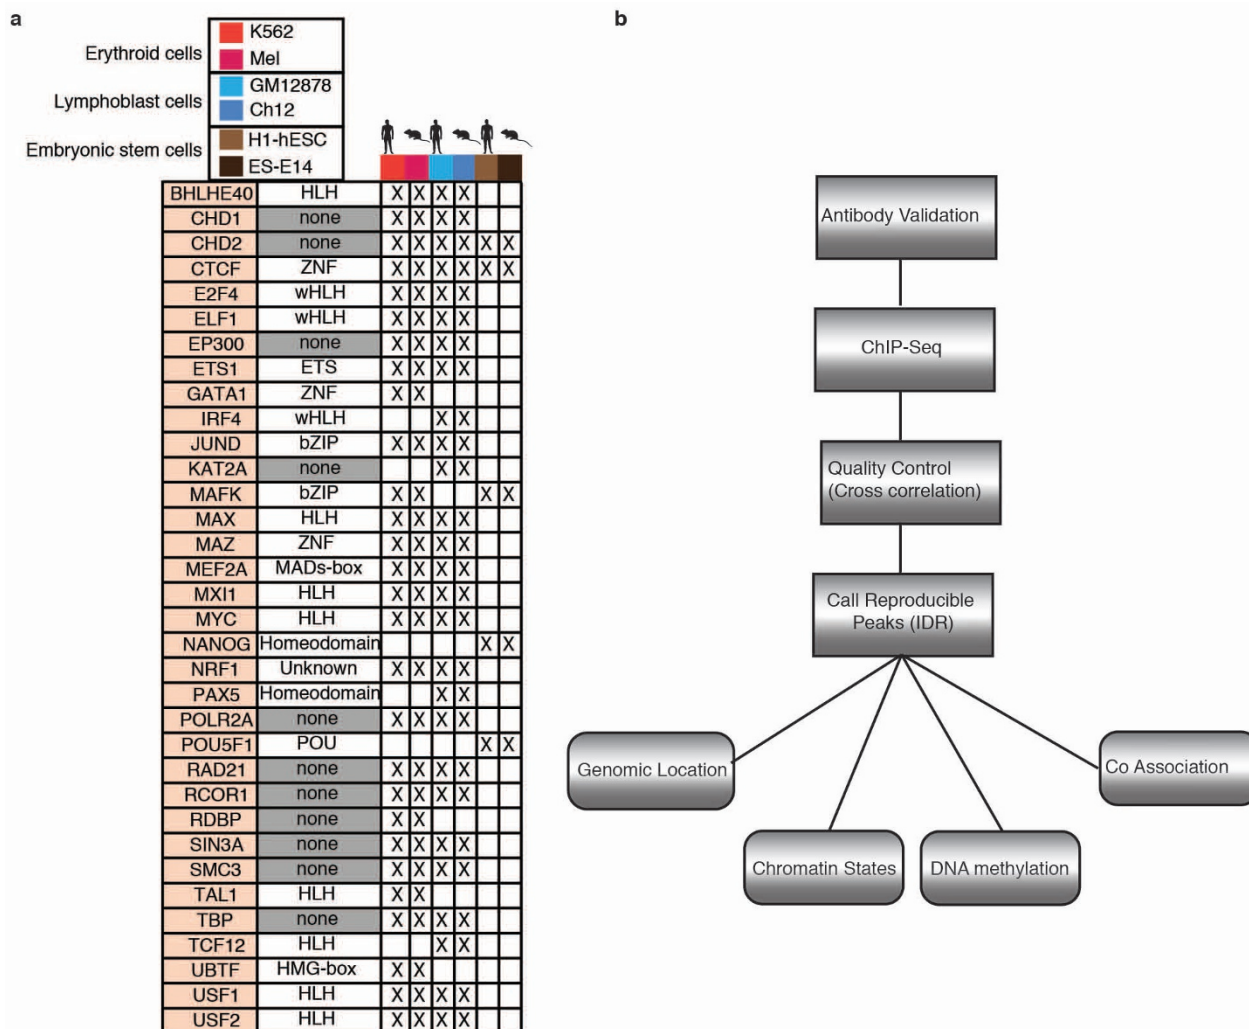 a
Erythroid cells
K562
Mel
Lymphoblast cells
GM12878
Ch12
Embryonic stem cells
H1-hESC
ES-E14
BHLHE40 HLH X X X X
CHD1 none X X X X
CHD2 none X X X X X X
CTCF ZNF X X X X X X
E2F4 wHLH X X X X
ELF1 wHLH X X X X
EP300 none X X X X
ETS1 ETS X X X X
GATA1 ZNF X X
IRF4 wHLH X X
JUND bZIP X X X X
KAT2A none X X
MAFK bZIP X X X X
MAX HLH X X X X
MAZ ZNF X X X X
MEF2A MADs-box X X X X
MXI1 HLH X X X X
MYC HLH X X X X
NANOG Homeodomain X X
NRF1 Unknown X X X X
PAX5 Homeodomain X X
POLR2A none X X X X
POU5F1 POU X X
RAD21 none X X X X
RCOR1 none X X X X
RDBP none X X
SIN3A none X X X X
SMC3 none X X X X
TAL1 HLH X X
TBP none X X X X
TCF12 HLH X X
UBTF HMG-box X X
USF1 HLH X X X X
USF2 HLH X X X X
b
Antibody Validation
ChIP-Seq
Quality Control
(Cross correlation)
Call Reproducible
Peaks (IDR)
Genomic Location
Co Association
Chromatin States
DNA methylation